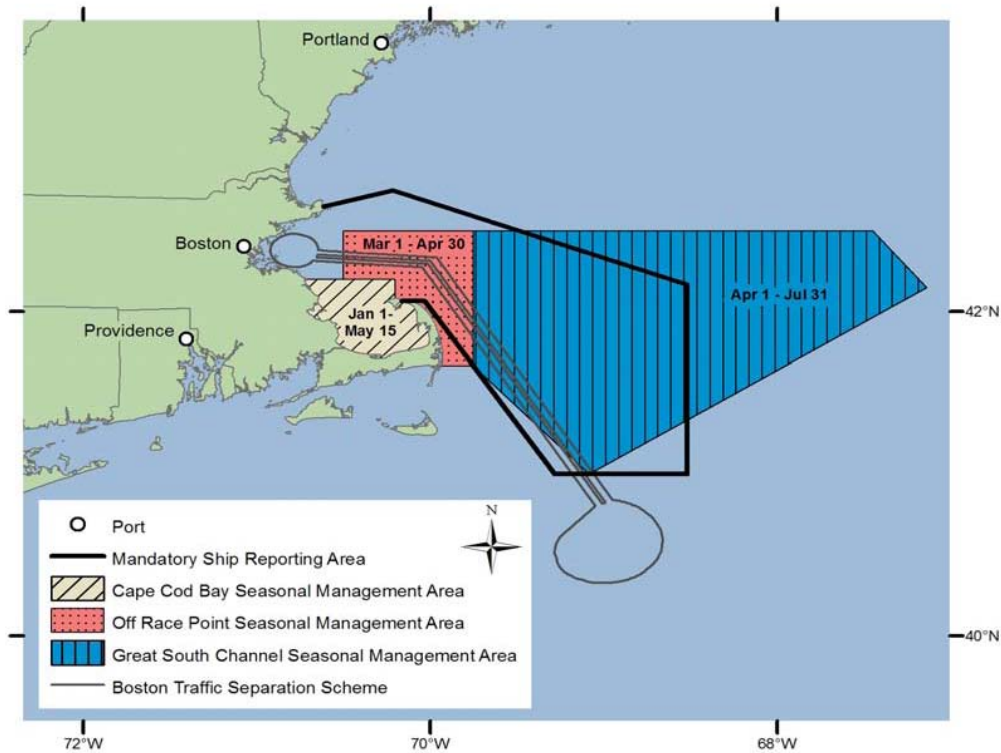 Portland
Boston
Mar 1 - Apr 30
Apr 1 - Jul 31
42°N
Jan 1-
May 15
Providence
N
Port
Mandatory Ship Reporting Area
Cape Cod Bay Seasonal Management Area
Off Race Point Seasonal Management Area
Great South Channel Seasonal Management Area
Boston Traffic Separation Scheme
40°N
72°W
70°W
68°W